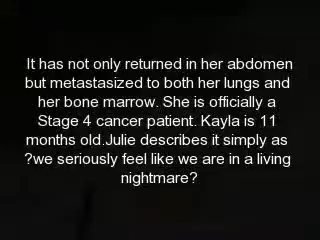 It has not only returned in her abdomen
but metastasized to both her lungs and
her bone marrow. She is officially a
Stage 4 cancer patient. Kayla is 11
months old.Julie describes it simply as
?we seriously feel like we are in a living
nightmare?